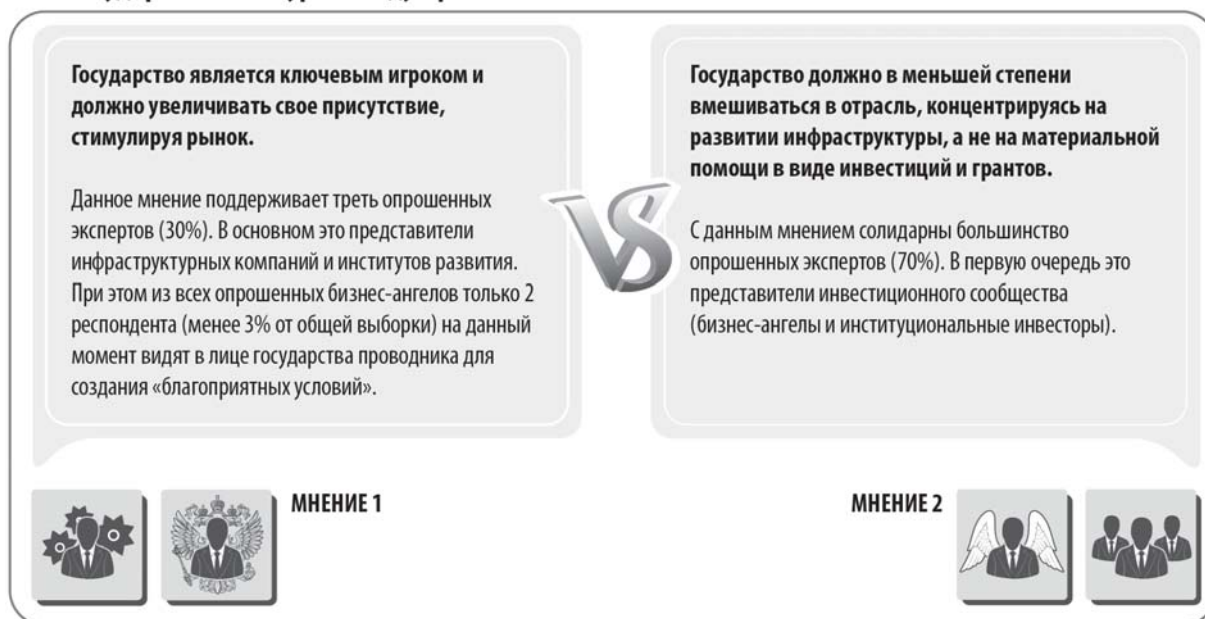 Государство является ключевым игроком и
должно увеличивать свое присутствие,
стимулируя рынок.
Данное мнение поддерживает треть опрошенных
экспертов (30%). В основном это представители
инфраструктурных компаний и институтов развития.
При этом из всех опрошенных бизнес-ангелов только 2
респондента (менее 3% от общей выборки) на данный
момент видят в лице государства проводника для
создания «благоприятных условий».
VS
Государство должно в меньшей степени
вмешиваться в отрасль, концентрируясь на
развитии инфраструктуры, а не на материальной
помощи в виде инвестиций и грантов.
С данным мнением солидарны большинство
опрошенных экспертов (70%). В первую очередь это
представители инвестиционного сообщества
(бизнес-ангелы и институциональные инвесторы).
МНЕНИЕ 1
МНЕНИЕ 2